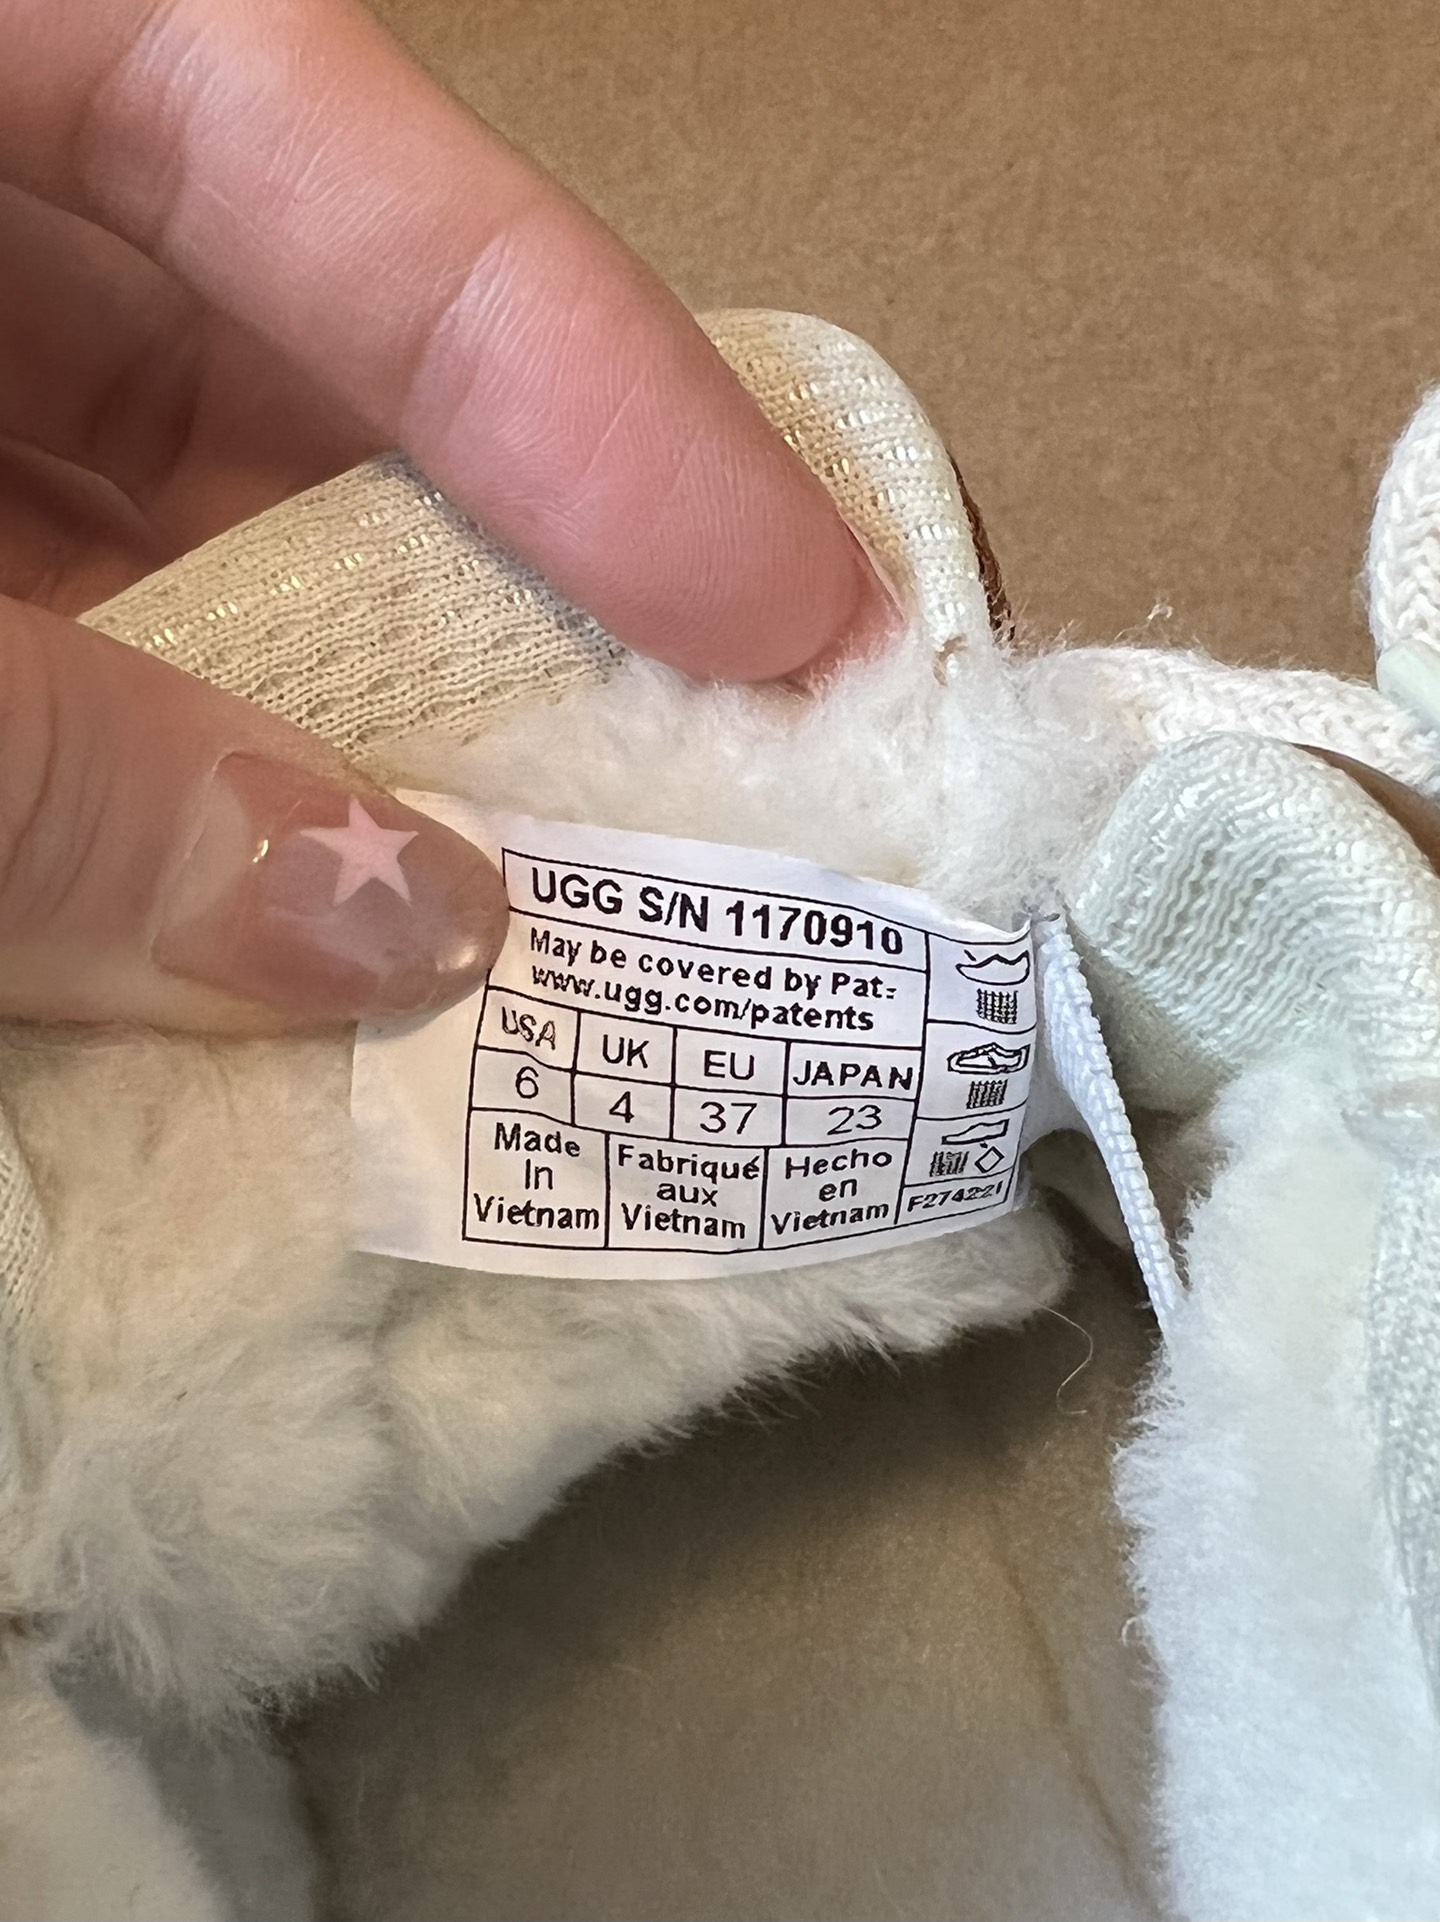 UGG S/N 1170910
May be covered by Pat:
www.ugg.com/patents
USA UK EU JAPAN
6 4 37 23
Made
In
Vietnam
Fabriqué
aux
Vietnam
Hecho
en
Vietnam
F274221